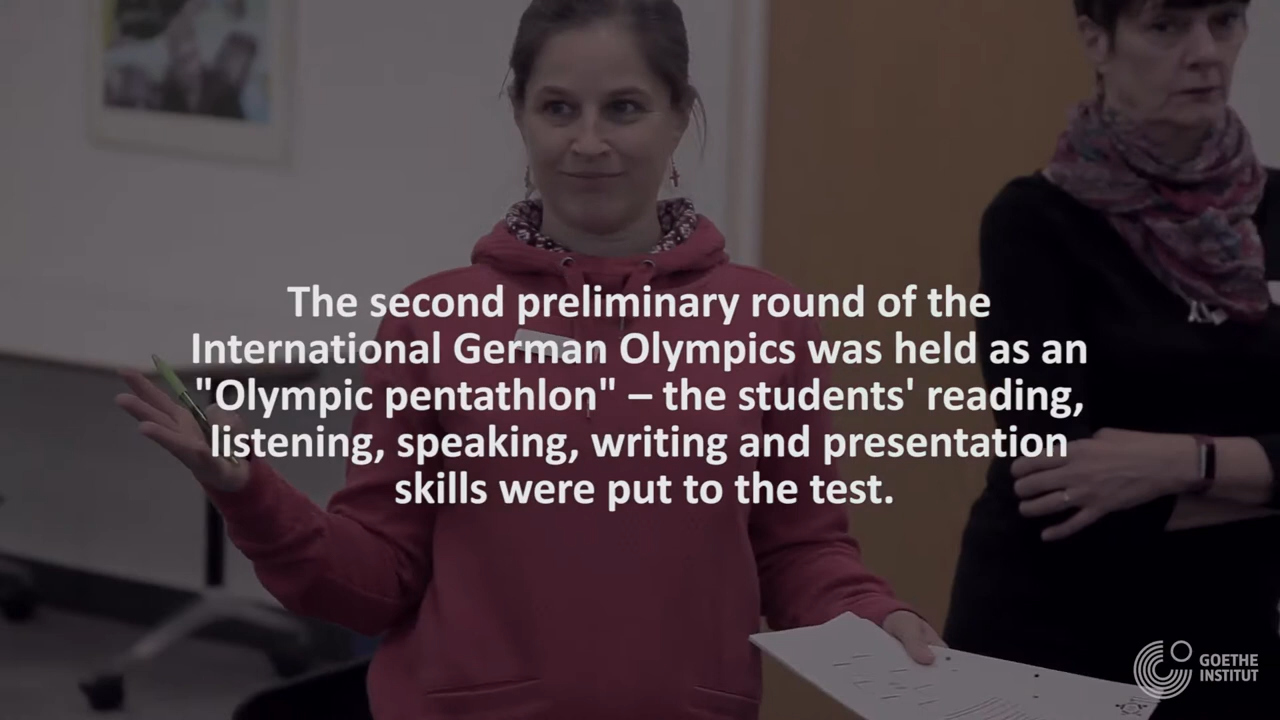 The second preliminary round of the
International German Olympics was held as an
"Olympic pentathlon" – the students' reading,
listening, speaking, writing and presentation
skills were put to the test.
GOETHE
INSTITUT